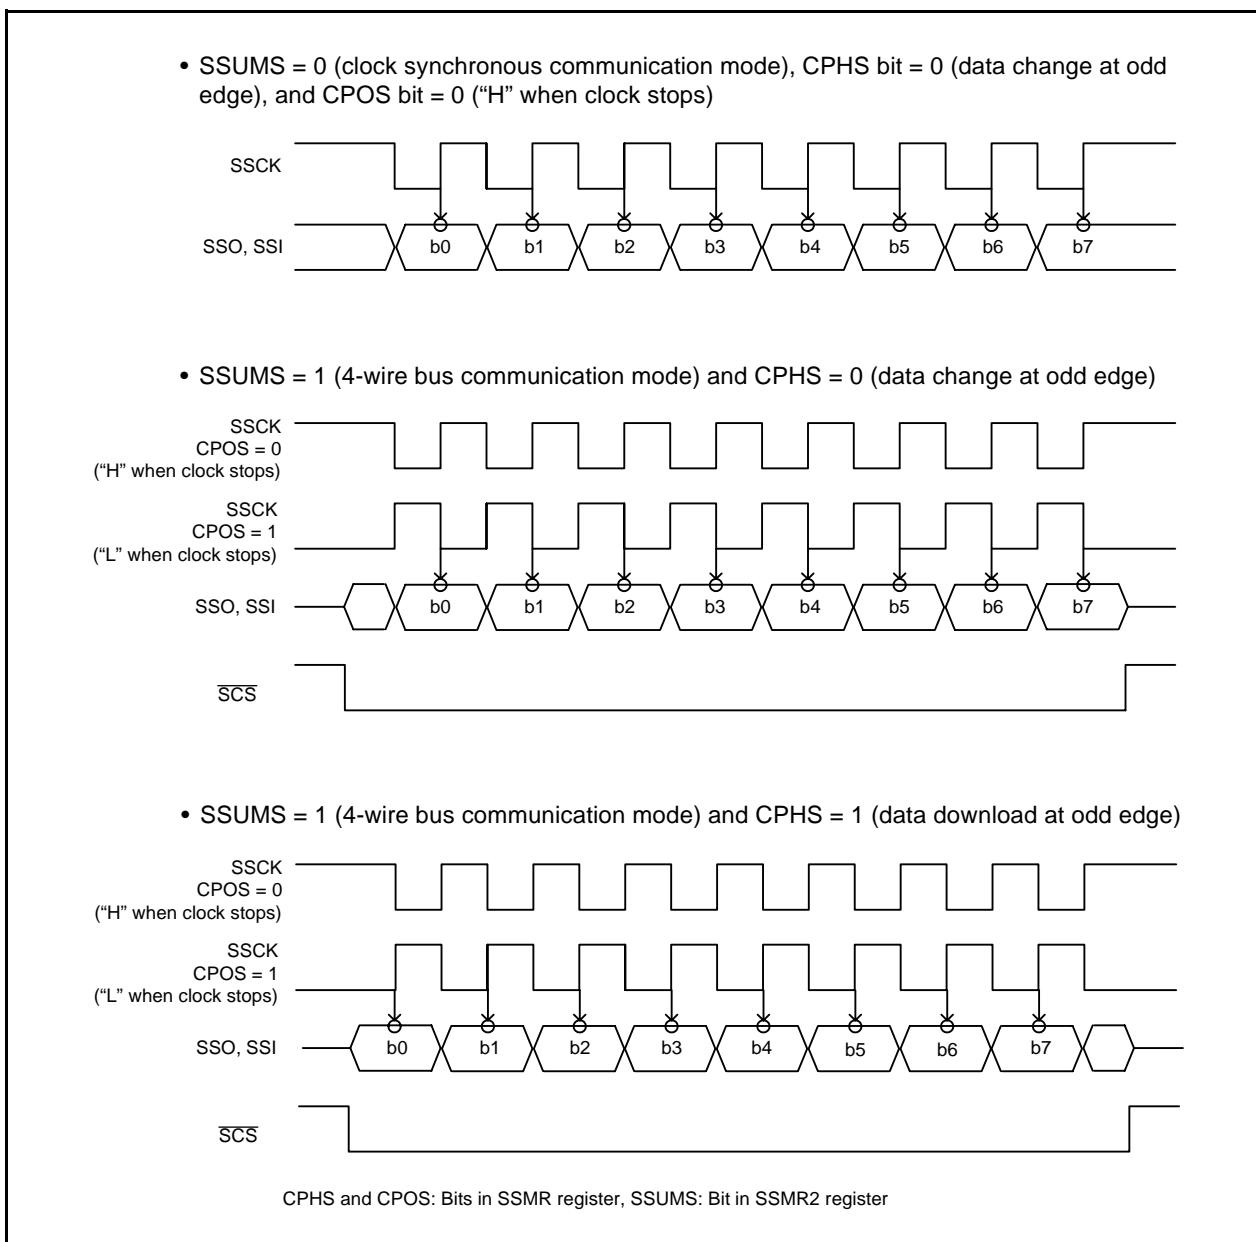 • SSUMS = 0 (clock synchronous communication mode), CPHS bit = 0 (data change at odd
edge), and CPOS bit = 0 (“H” when clock stops)
SSCK
SSO, SSI
b0 b1 b2 b3 b4 b5 b6 b7
• SSUMS = 1 (4-wire bus communication mode) and CPHS = 0 (data change at odd edge)
SSCK
CPOS = 0
(“H” when clock stops)
SSCK
CPOS = 1
(“L” when clock stops)
SSO, SSI
b0 b1 b2 b3 b4 b5 b6 b7
SCS
• SSUMS = 1 (4-wire bus communication mode) and CPHS = 1 (data download at odd edge)
SSCK
CPOS = 0
(“H” when clock stops)
SSCK
CPOS = 1
(“L” when clock stops)
SSO, SSI
b0 b1 b2 b3 b4 b5 b6 b7
SCS
CPHS and CPOS: Bits in SSMR register, SSUMS: Bit in SSMR2 register